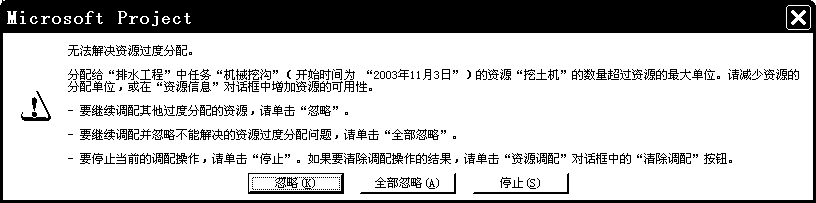 Microsoft Project
无法解决资源过度分配。
分配给“排水工程”中任务“机械挖沟”(开始时间为 “2003年11月3日”)的资源“挖土机”的数量超过资源的最大单位。请减少资源的
分配单位,或在“资源信息”对话框中增加资源的可用性。
- 要继续调配其他过度分配的资源,请单击“忽略”。
- 要继续调配并忽略不能解决的资源过度分配问题,请单击“全部忽略”。
- 要停止当前的调配操作,请单击“停止”。如果要清除调配操作的结果,请单击“资源调配”对话框中的“清除调配”按钮。
忽略(K) 全部忽略(A) 停止(S)